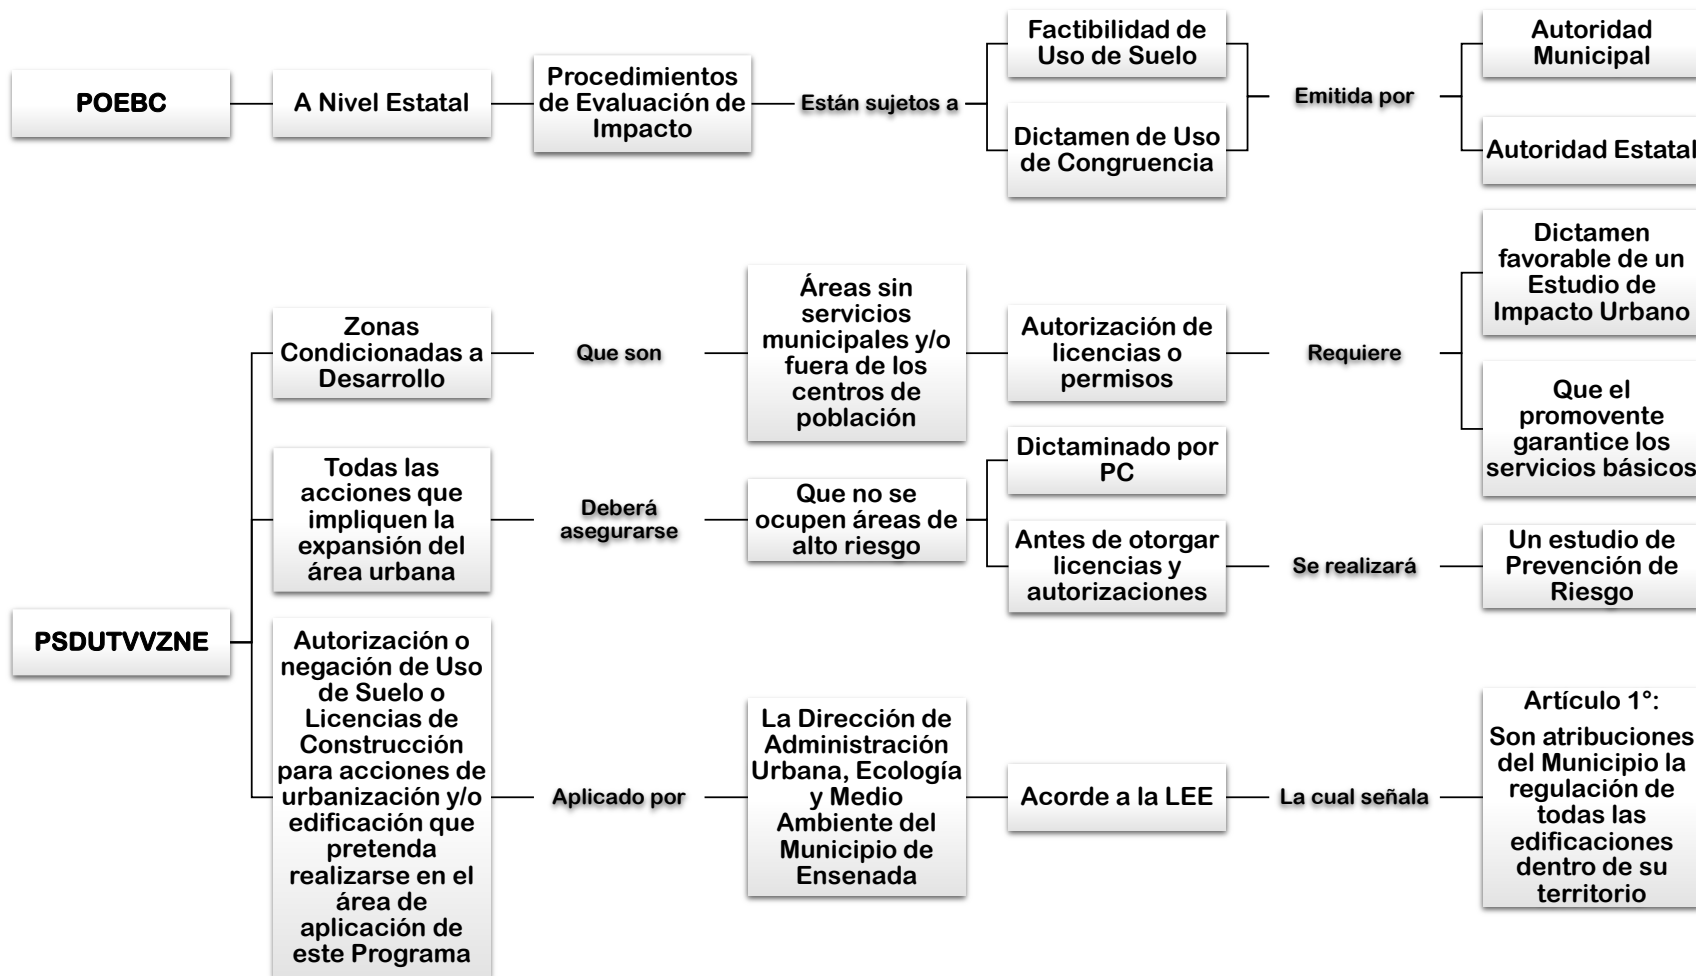 POEBC
A Nivel Estatal
Procedimientos
de Evaluación de
Impacto
Están sujetos a
Factibilidad de
Uso de Suelo
Dictamen de Uso
de Congruencia
Emitida por
Autoridad
Municipal
Autoridad Estatal
PSDUTVVZNE
Zonas
Condicionadas a
Desarrollo
Que son
Áreas sin
servicios
municipales y/o
fuera de los
centros de
población
Autorización de
licencias o
permisos
Requiere
Dictamen
favorable de un
Estudio de
Impacto Urbano
Que el
promovente
garantice los
servicios básicos
Todas las
acciones que
impliquen la
expansión del
área urbana
Deberá
asegurarse
Que no se
ocupen áreas de
alto riesgo
Dictaminado por
PC
Antes de otorgar
licencias y
autorizaciones
Se realizará
Un estudio de
Prevención de
Riesgo
Autorización o
negación de Uso
de Suelo o
Licencias de
Construcción
para acciones de
urbanización y/o
edificación que
pretenda
realizarse en el
área de
aplicación de
este Programa
Aplicado por
La Dirección de
Administración
Urbana, Ecología
y Medio
Ambiente del
Municipio de
Ensenada
Acorde a la LEE
La cual señala
Artículo 1°:
Son atribuciones
del Municipio la
regulación de
todas las
edificaciones
dentro de su
territorio